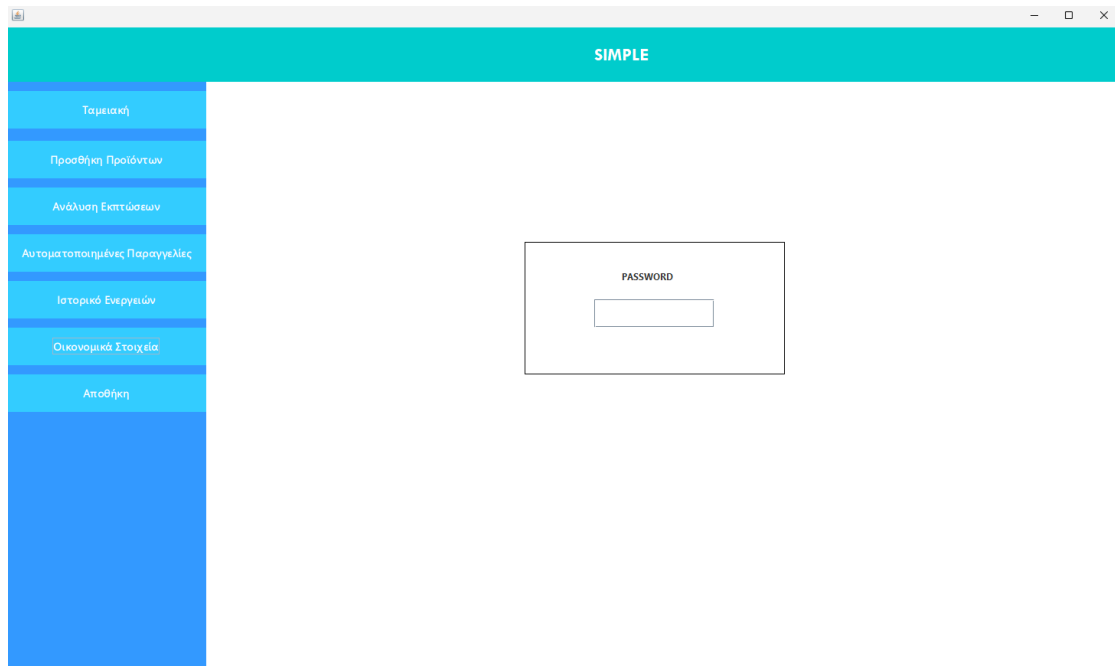 SIMPLE
Ταμειακή
Προσθήκη Προϊόντων
Ανάλυση Εκπτώσεων
Αυτοματοποιημένες Παραγγελίες
Ιστορικό Ενεργειών
Οικονομικά Στοιχεία
Αποθήκη
PASSWORD